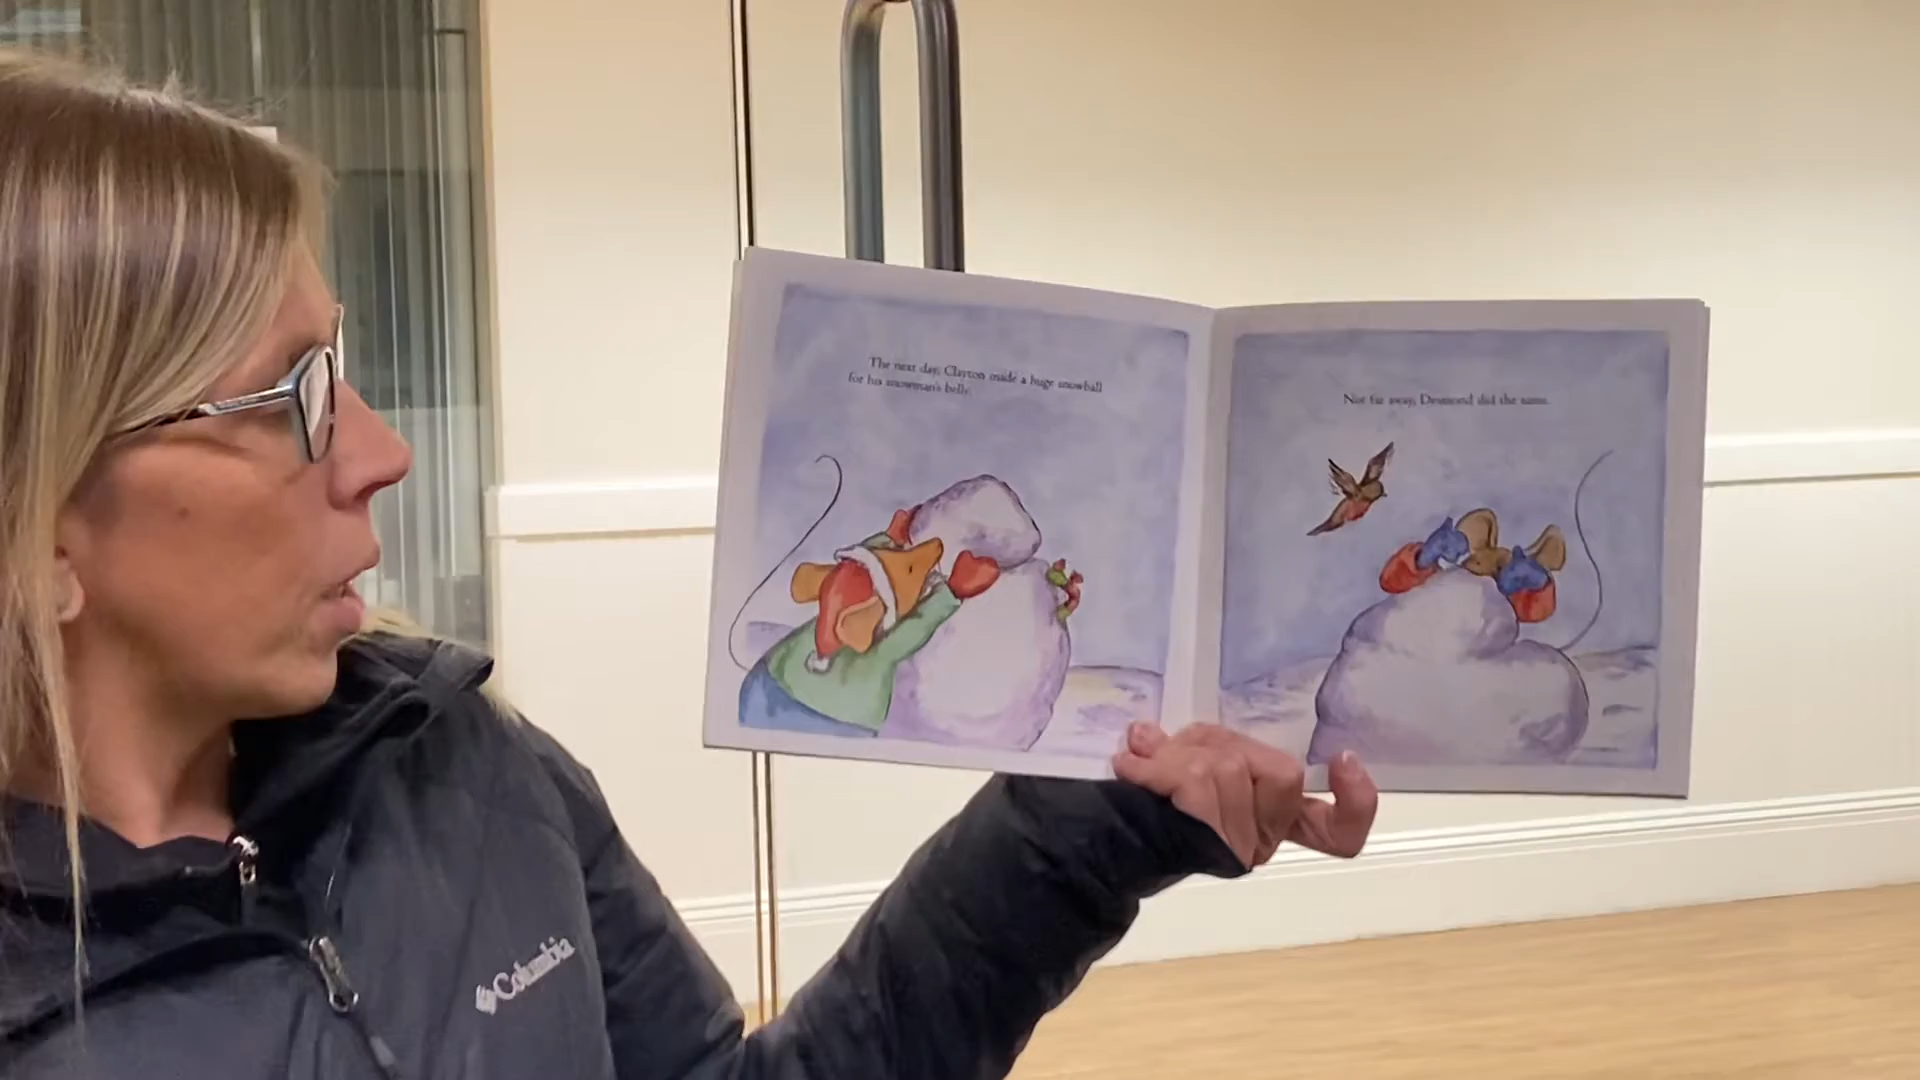 The next day, Clayton made a huge snowball
for his snowman's belly.
Not far away, Desmond did the same.
Columbia